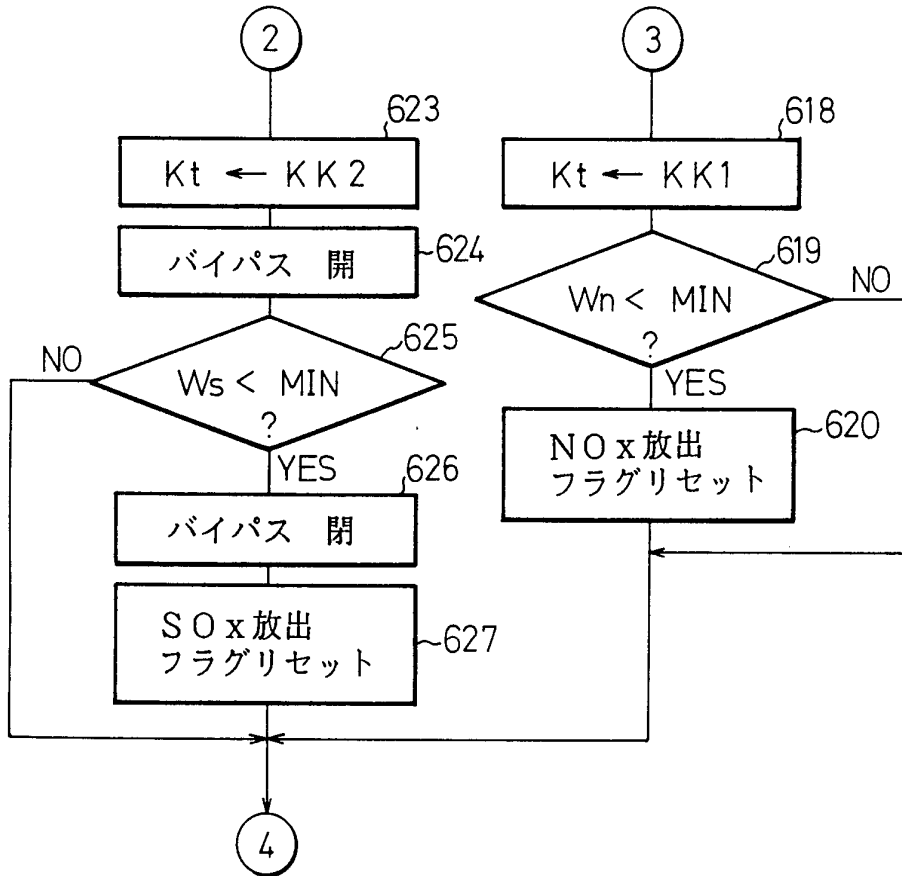 2
623
Kt ← KK2
バイパス 開
624
625
NO
Ws < MIN
?
YES
626
バイパス 閉
SOx放出
フラグリセット
627
3
618
Kt ← KK1
619
NO
Wn < MIN
?
YES
NOx放出
フラグリセット
620
4